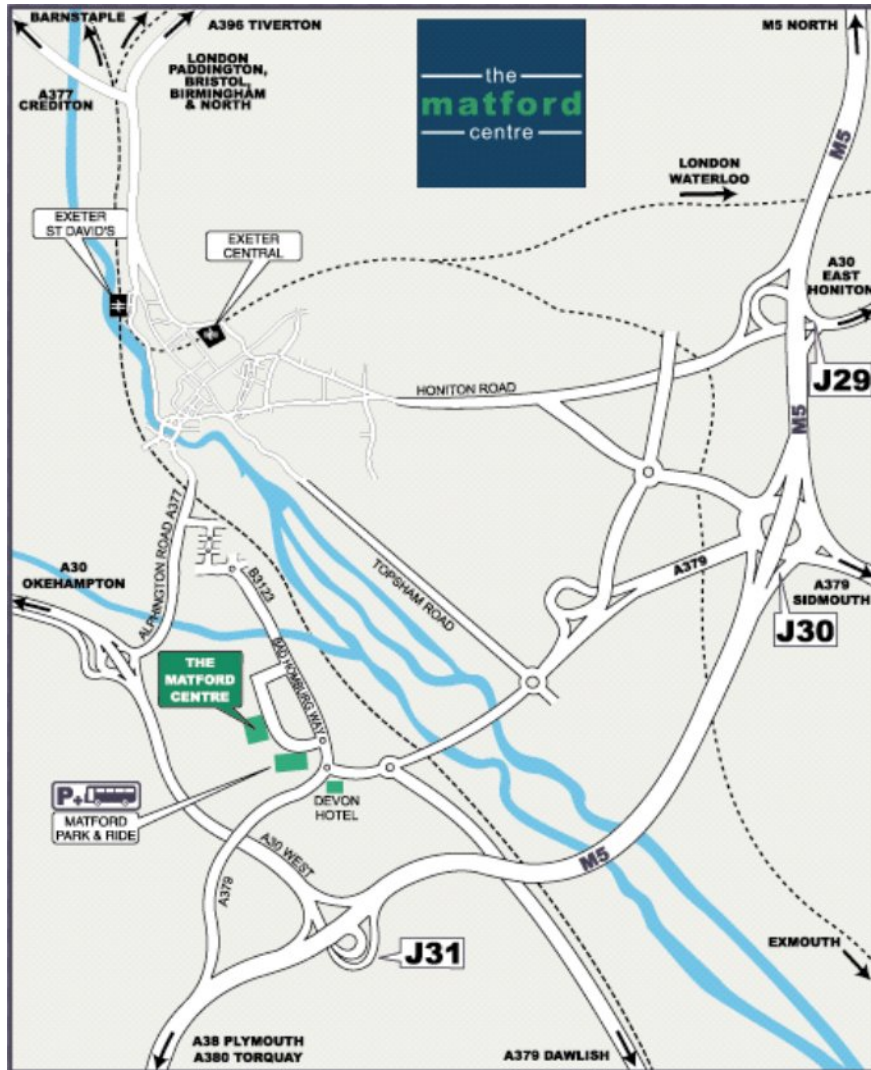 BARNSTAPLE
A396 TIVERTON
M5 NORTH
LONDON
PADDINGTON,
BRISTOL,
BIRMINGHAM
& NORTH
A377
CREDITON
the
matford
centre
M5
LONDON
WATERLOO
EXETER
ST DAVID'S
EXETER
CENTRAL
A30
EAST
HONITON
J29
HONITON ROAD
M5
ALPHINGTON ROAD A377
A30
OKEHAMPTON
B3123
TOPSHAM ROAD
A379
A379
SIDMOUTH
J30
BAD HOMBURG WAY
THE
MATFORD
CENTRE
P+
MATFORD
PARK & RIDE
DEVON
HOTEL
A30 WEST
A379
M5
J31
EXMOUTH
A38 PLYMOUTH
A380 TORQUAY
A379 DAWLISH